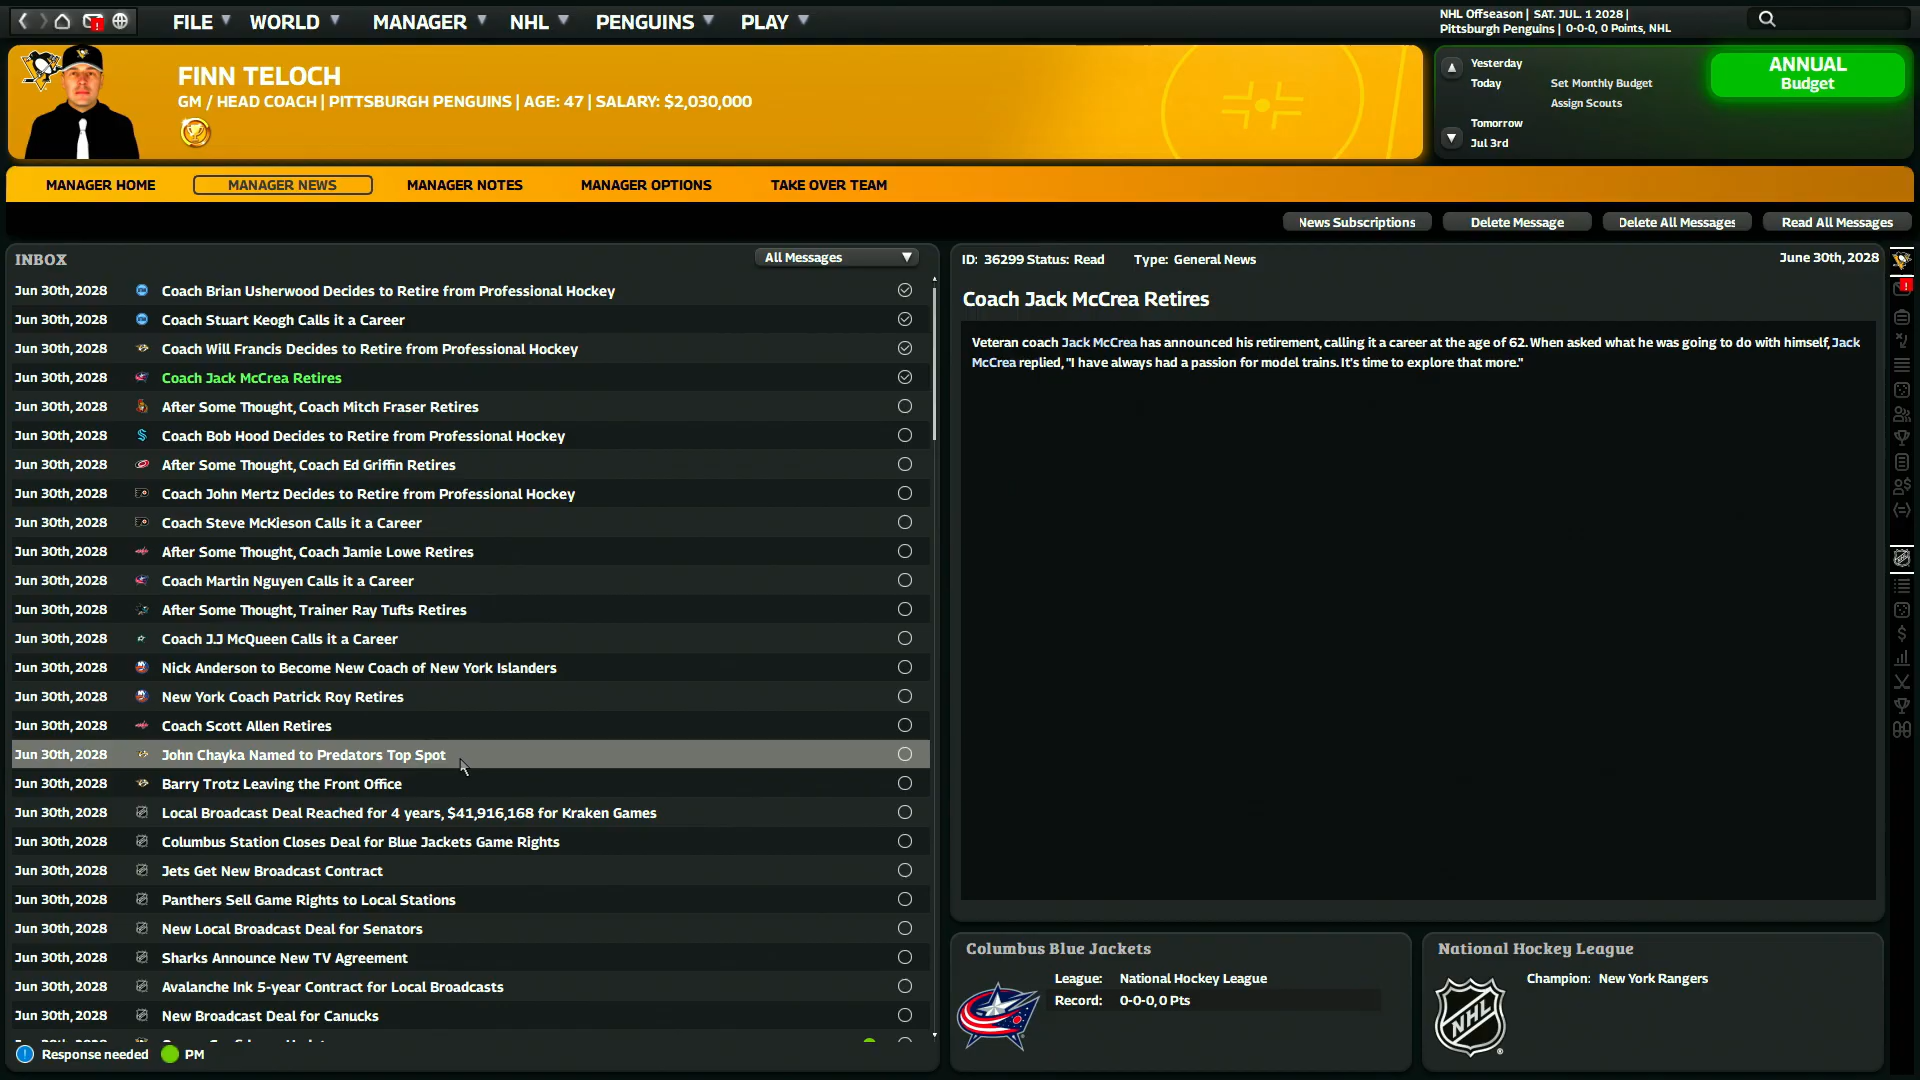 FILE WORLD MANAGER NHL PENGUINS PLAY
NHL Offseason | SAT. JUL. 1 2028 |
Pittsburgh Penguins | 0-0-0, 0 Points, NHL
FINN TELOCH
GM / HEAD COACH | PITTSBURGH PENGUINS | AGE: 47 | SALARY: $2,030,000
Yesterday
Today Set Monthly Budget
Assign Scouts
Tomorrow
Jul 3rd
ANNUAL
Budget
MANAGER HOME MANAGER NEWS MANAGER NOTES MANAGER OPTIONS TAKE OVER TEAM
News Subscriptions Delete Message Delete All Messages Read All Messages
INBOX All Messages
Jun 30th, 2028 Coach Brian Usherwood Decides to Retire from Professional Hockey
Jun 30th, 2028 Coach Stuart Keogh Calls it a Career
Jun 30th, 2028 Coach Will Francis Decides to Retire from Professional Hockey
Jun 30th, 2028 Coach Jack McCrea Retires
Jun 30th, 2028 After Some Thought, Coach Mitch Fraser Retires
Jun 30th, 2028 Coach Bob Hood Decides to Retire from Professional Hockey
Jun 30th, 2028 After Some Thought, Coach Ed Griffin Retires
Jun 30th, 2028 Coach John Mertz Decides to Retire from Professional Hockey
Jun 30th, 2028 Coach Steve McKieson Calls it a Career
Jun 30th, 2028 After Some Thought, Coach Jamie Lowe Retires
Jun 30th, 2028 Coach Martin Nguyen Calls it a Career
Jun 30th, 2028 After Some Thought, Trainer Ray Tufts Retires
Jun 30th, 2028 Coach J.J McQueen Calls it a Career
Jun 30th, 2028 Nick Anderson to Become New Coach of New York Islanders
Jun 30th, 2028 New York Coach Patrick Roy Retires
Jun 30th, 2028 Coach Scott Allen Retires
Jun 30th, 2028 John Chayka Named to Predators Top Spot
Jun 30th, 2028 Barry Trotz Leaving the Front Office
Jun 30th, 2028 Local Broadcast Deal Reached for 4 years, $41,916,168 for Kraken Games
Jun 30th, 2028 Columbus Station Closes Deal for Blue Jackets Game Rights
Jun 30th, 2028 Jets Get New Broadcast Contract
Jun 30th, 2028 Panthers Sell Game Rights to Local Stations
Jun 30th, 2028 New Local Broadcast Deal for Senators
Jun 30th, 2028 Sharks Announce New TV Agreement
Jun 30th, 2028 Avalanche Ink 5-year Contract for Local Broadcasts
Jun 30th, 2028 New Broadcast Deal for Canucks
Response needed PM
ID: 36299 Status: Read Type: General News June 30th, 2028
Coach Jack McCrea Retires
Veteran coach Jack McCrea has announced his retirement, calling it a career at the age of 62. When asked what he was going to do with himself, Jack
McCrea replied, "I have always had a passion for model trains. It's time to explore that more."
Columbus Blue Jackets
League: National Hockey League
Record: 0-0-0, 0 Pts
National Hockey League
Champion: New York Rangers
NHL